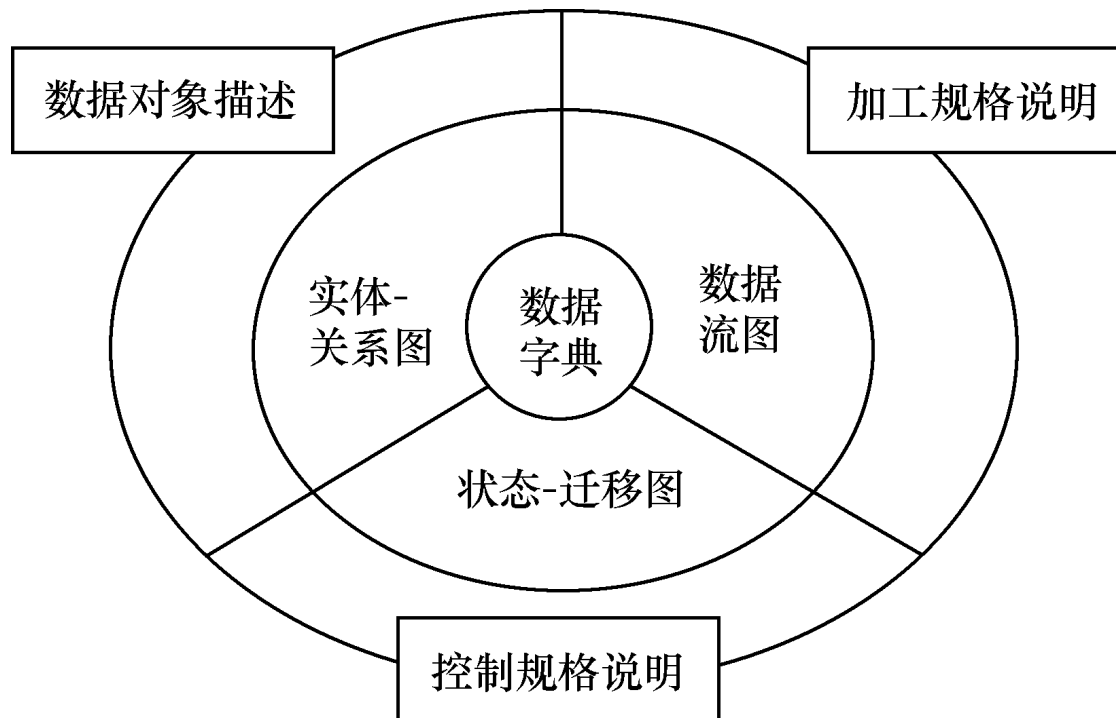 数据对象描述
加工规格说明
实体-
关系图
数据
字典
数据
流图
状态-迁移图
控制规格说明